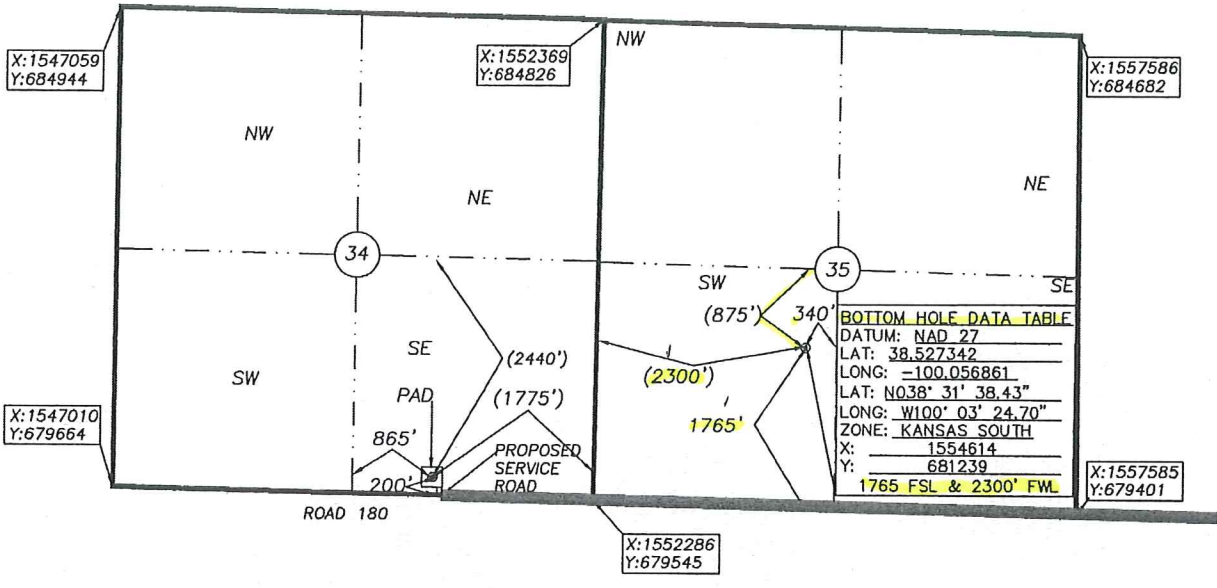 X:1547059
Y:684944
X:1552369
Y:684826
NW
X:1557586
Y:684682
NW
NE
NE
34
35
SW
SE
(875')
340'
BOTTOM HOLE DATA TABLE
DATUM: NAD 27
LAT: 38.527342
LONG: -100.056861
LAT: N038° 31' 38.43"
LONG: W100° 03' 24.70"
ZONE: KANSAS SOUTH
X: 1554614
Y: 681239
1765 FSL & 2300' FWL
SE
(2440')
(2300')
SW
PAD
(1775')
1765'
X:1547010
Y:679664
865'
PROPOSED
SERVICE
ROAD
200'
ROAD 180
X:1557585
Y:679401
X:1552286
Y:679545